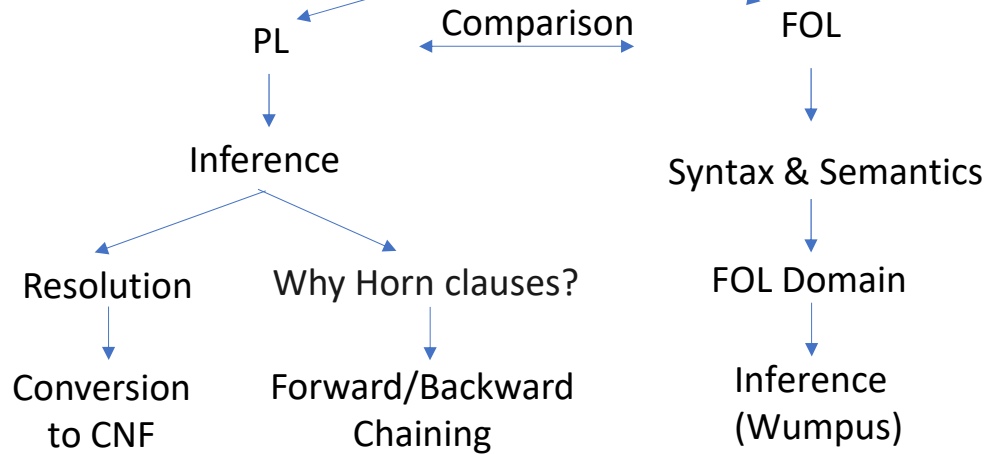 PL
Comparison
FOL
Inference
Syntax & Semantics
Resolution
Why Horn clauses?
FOL Domain
Conversion
to CNF
Forward/Backward
Chaining
Inference
(Wumpus)